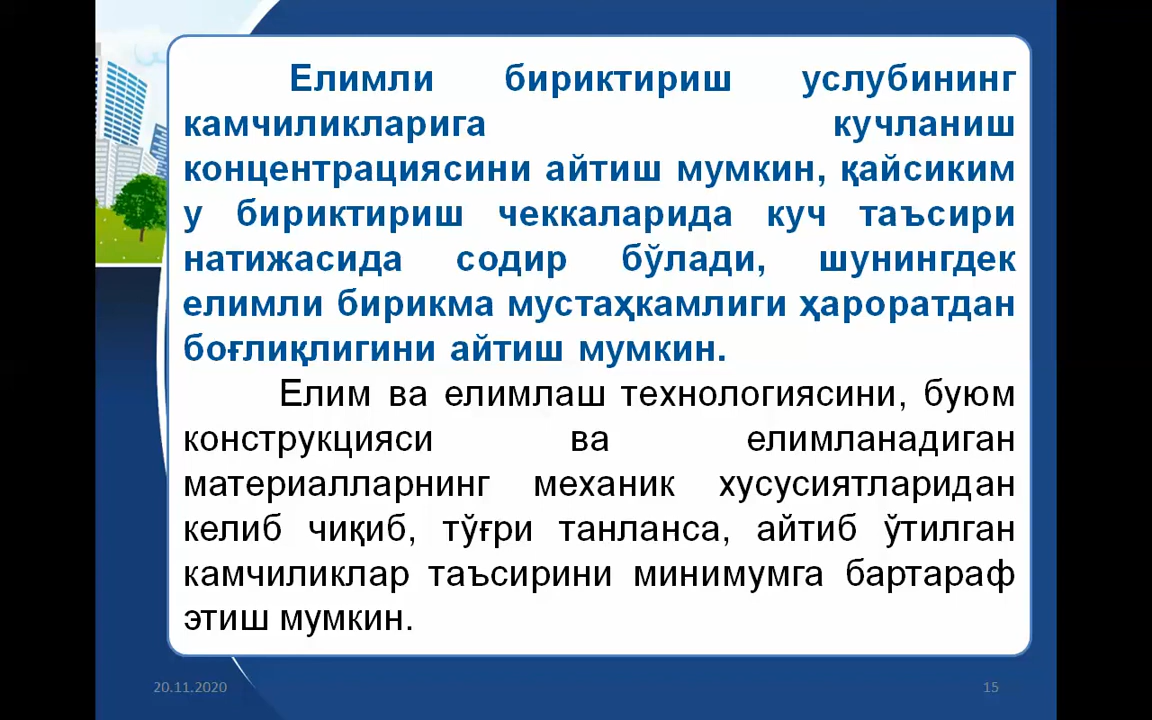 Елимли бириктириш услубининг
камчиликларига кучланиш
концентрациясини айтиш мумкин, қайсиким
у бириктириш чеккаларида куч таъсири
натижасида содир бўлади, шунингдек
елимли бирикма мустаҳкамлиги ҳароратдан
боғлиқлигини айтиш мумкин.
Елим ва елимлаш технологиясини, буюм
конструкцияси ва елимланадиган
материалларнинг механик хусусиятларидан
келиб чиқиб, тўғри танланса, айтиб ўтилган
камчиликлар таъсирини минимумга бартараф
этиш мумкин.
20.11.2020
15